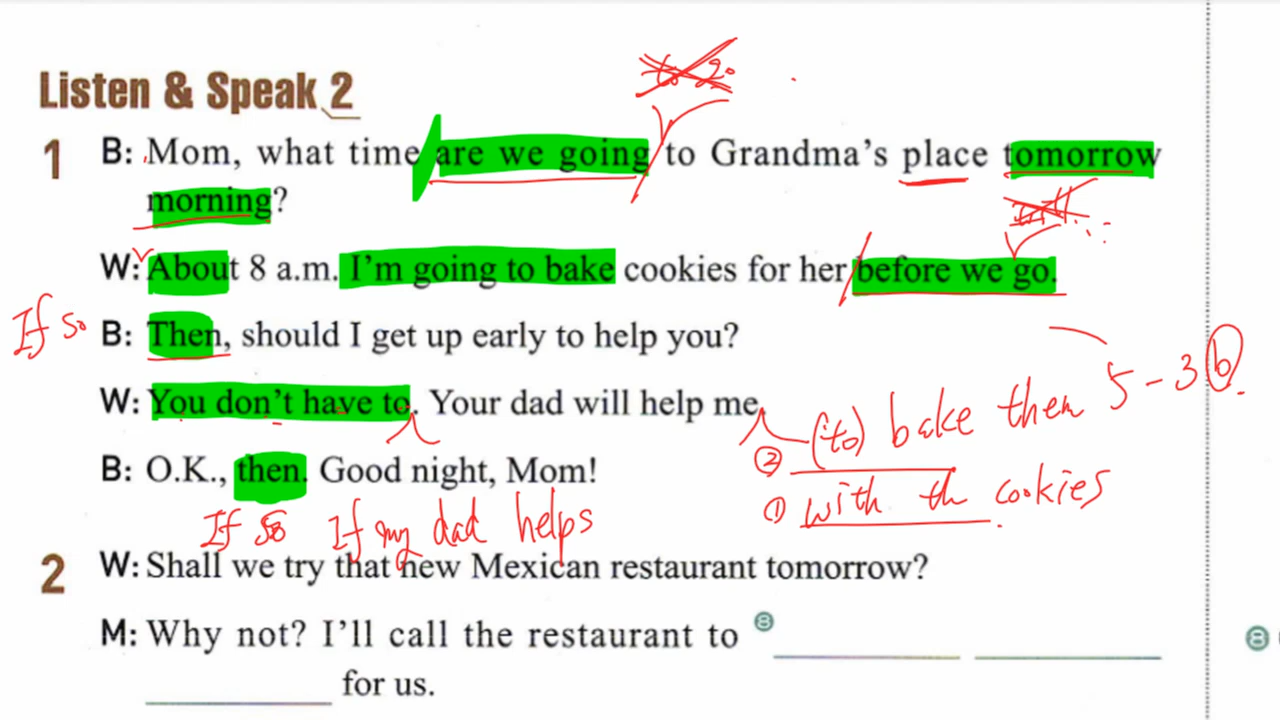 Listen & Speak 2
1 B: Mom, what time are we going to Grandma's place tomorrow
morning?
W: About 8 a.m. I'm going to bake cookies for her before we go.
If so B: Then, should I get up early to help you?
W: You don't have to. Your dad will help me.
② (to) bake them 5-3 ⓑ.
B: O.K., then. Good night, Mom!
① with th cookies
If so If my dad helps
2 W: Shall we try that new Mexican restaurant tomorrow?
M: Why not? I'll call the restaurant to ⑧
⑧
for us.